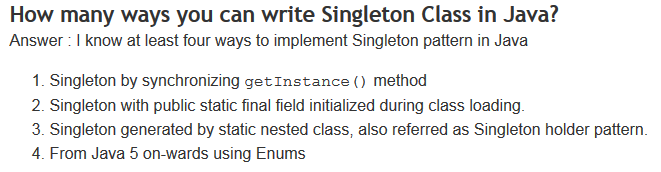 How many ways you can write Singleton Class in Java?
Answer : I know at least four ways to implement Singleton pattern in Java
1. Singleton by synchronizing getInstance() method
2. Singleton with public static final field initialized during class loading.
3. Singleton generated by static nested class, also referred as Singleton holder pattern.
4. From Java 5 on-wards using Enums